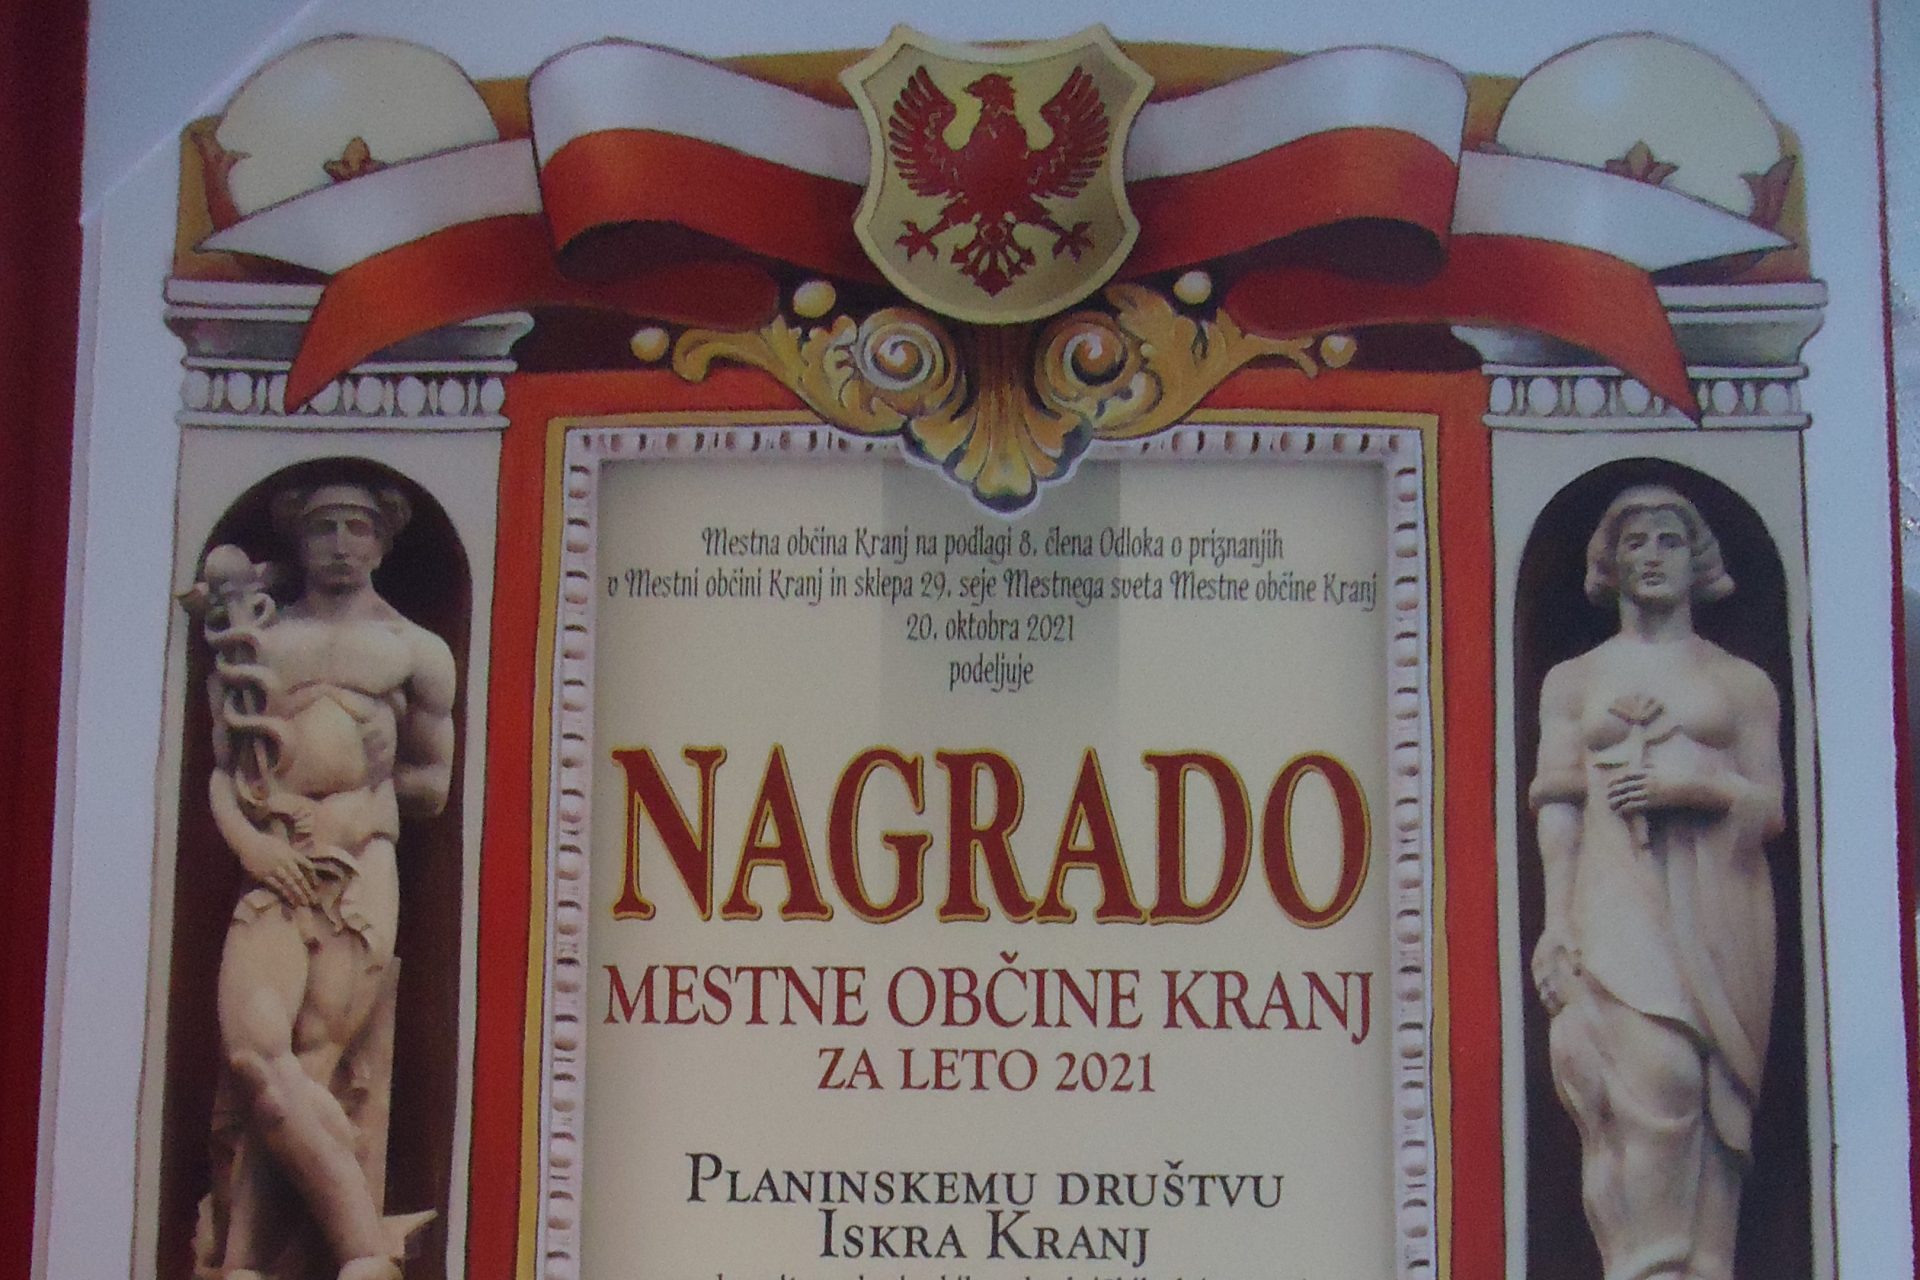 Mestna občina Kranj na podlagi 8. člena Odloka o priznanjih
v Mestni občini Kranj in sklepa 29. seje Mestnega sveta Mestne občine Kranj
20. oktobra 2021
podeljuje
NAGRADO
MESTNE OBČINE KRANJ
ZA LETO 2021
PLANINSKEMU DRUŠTVU
ISKRA KRANJ